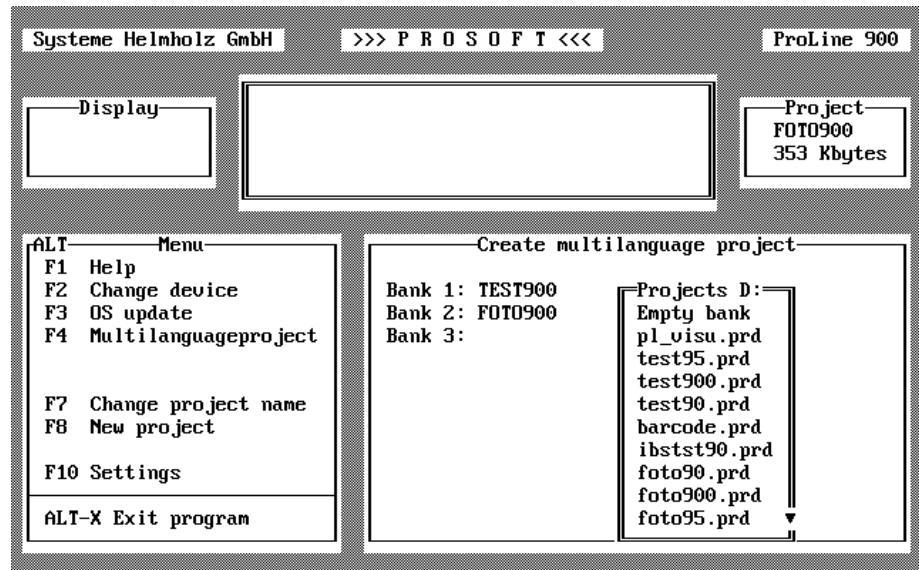 Systeme Helmholz GmbH
>>> P R O S O F T <<<
ProLine 900
Display
Project
FOTO900
353 Kbytes
ALT Menu
F1 Help
F2 Change device
F3 OS update
F4 Multilanguageproject
F7 Change project name
F8 New project
F10 Settings
ALT-X Exit program
Create multilanguage project
Bank 1: TEST900
Bank 2: FOTO900
Bank 3:
Projects D:
Empty bank
pl_visu.prd
test95.prd
test900.prd
test90.prd
barcode.prd
ibstst90.prd
foto90.prd
foto900.prd
foto95.prd